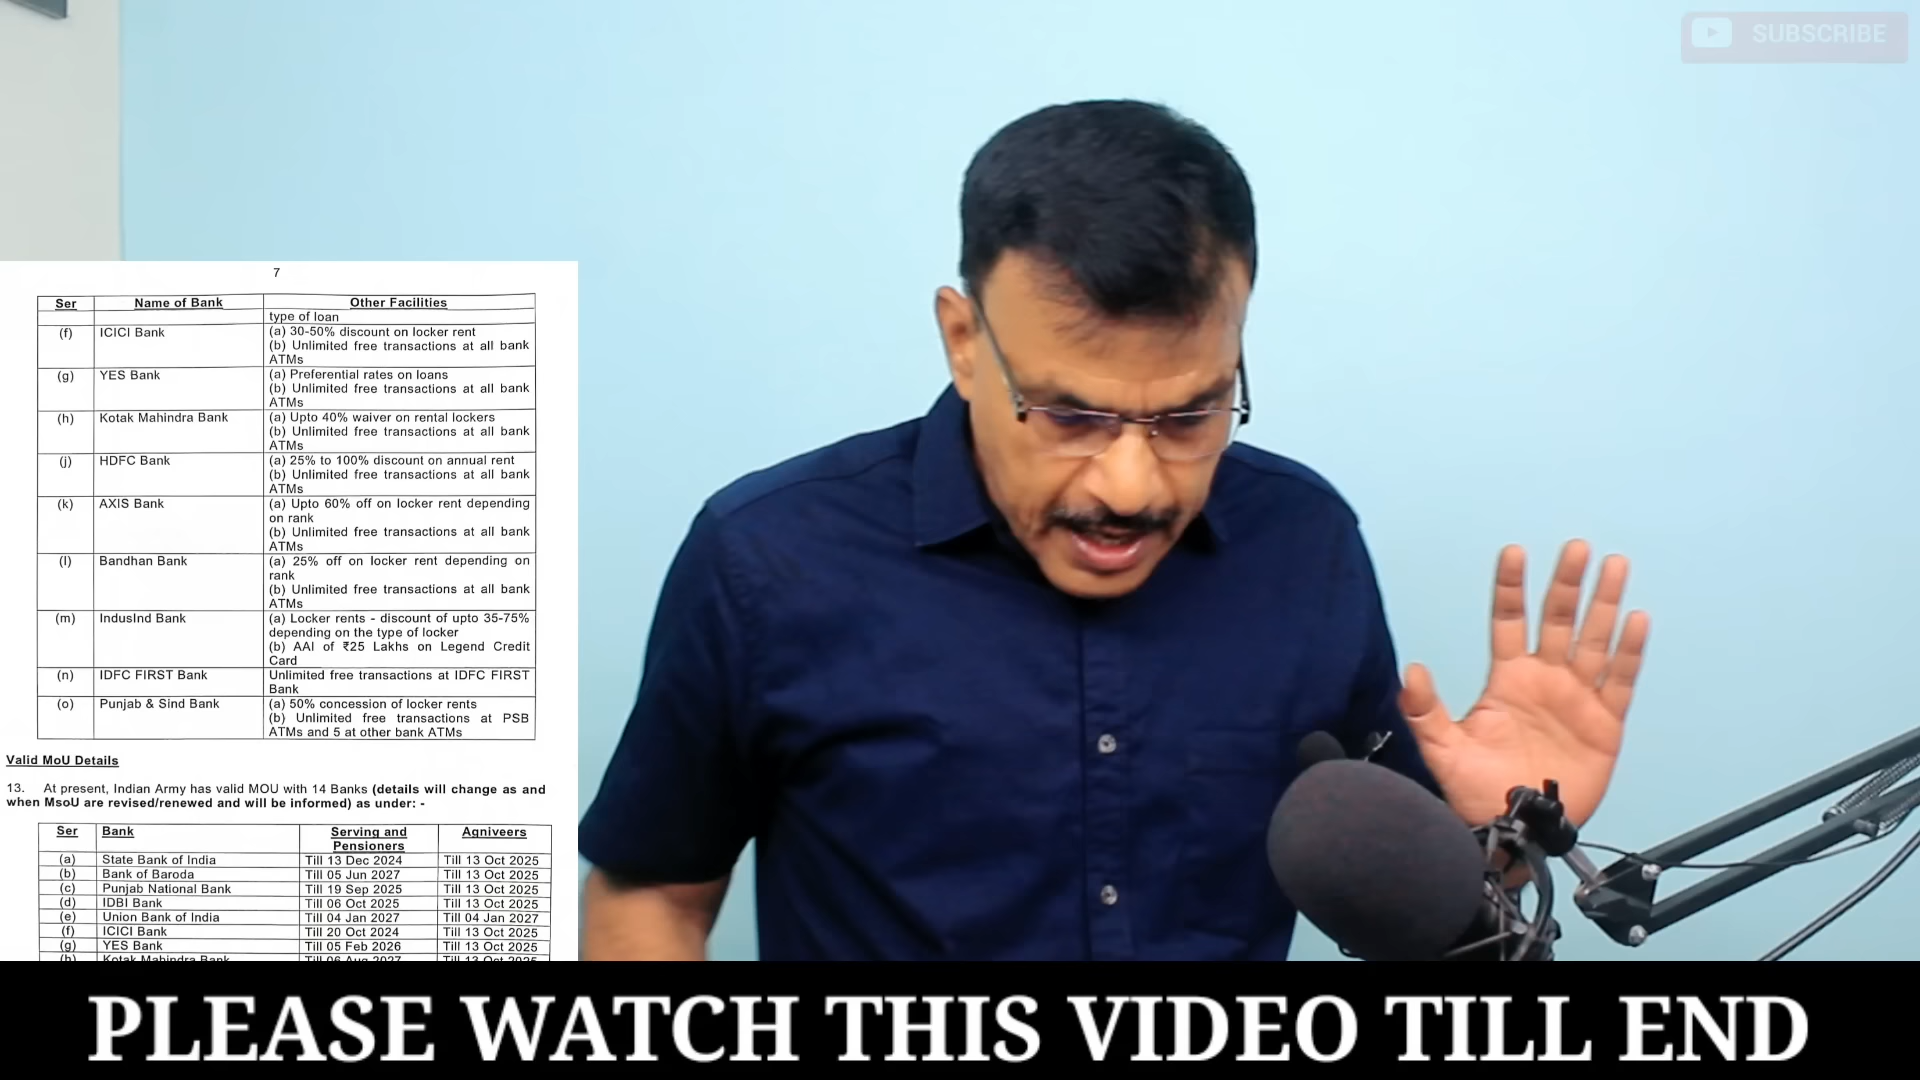 SUBSCRIBE
7
Ser Name of Bank Other Facilities
type of loan
(f) ICICI Bank (a) 30-50% discount on locker rent
(b) Unlimited free transactions at all bank
ATMs
(g) YES Bank (a) Preferential rates on loans
(b) Unlimited free transactions at all bank
ATMs
(h) Kotak Mahindra Bank (a) Upto 40% waiver on rental lockers
(b) Unlimited free transactions at all bank
ATMs
(j) HDFC Bank (a) 25% to 100% discount on annual rent
(b) Unlimited free transactions at all bank
ATMs
(k) AXIS Bank (a) Upto 60% off on locker rent depending
on rank
(b) Unlimited free transactions at all bank
ATMs
(l) Bandhan Bank (a) 25% off on locker rent depending on
rank
(b) Unlimited free transactions at all bank
ATMs
(m) IndusInd Bank (a) Locker rents - discount of upto 35-75%
depending on the type of locker
(b) AAI of ₹25 Lakhs on Legend Credit
Card
(n) IDFC FIRST Bank Unlimited free transactions at IDFC FIRST
Bank
(o) Punjab & Sind Bank (a) 50% concession of locker rents
(b) Unlimited free transactions at PSB
ATMs and 5 at other bank ATMs
Valid MoU Details
13. At present, Indian Army has valid MOU with 14 Banks (details will change as and
when MsoU are revised/renewed and will be informed) as under: -
Ser Bank Serving and Agniveers
Pensioners
(a) State Bank of India Till 13 Dec 2024 Till 13 Oct 2025
(b) Bank of Baroda Till 05 Jun 2027 Till 13 Oct 2025
(c) Punjab National Bank Till 19 Sep 2025 Till 13 Oct 2025
(d) IDBI Bank Till 06 Oct 2025 Till 13 Oct 2025
(e) Union Bank of India Till 04 Jan 2027 Till 04 Jan 2027
(f) ICICI Bank Till 20 Oct 2024 Till 13 Oct 2025
(g) YES Bank Till 05 Feb 2026 Till 13 Oct 2025
(h) Kotak Mahindra Bank Till 06 Aug 2027 Till 13 Oct 2025
PLEASE WATCH THIS VIDEO TILL END